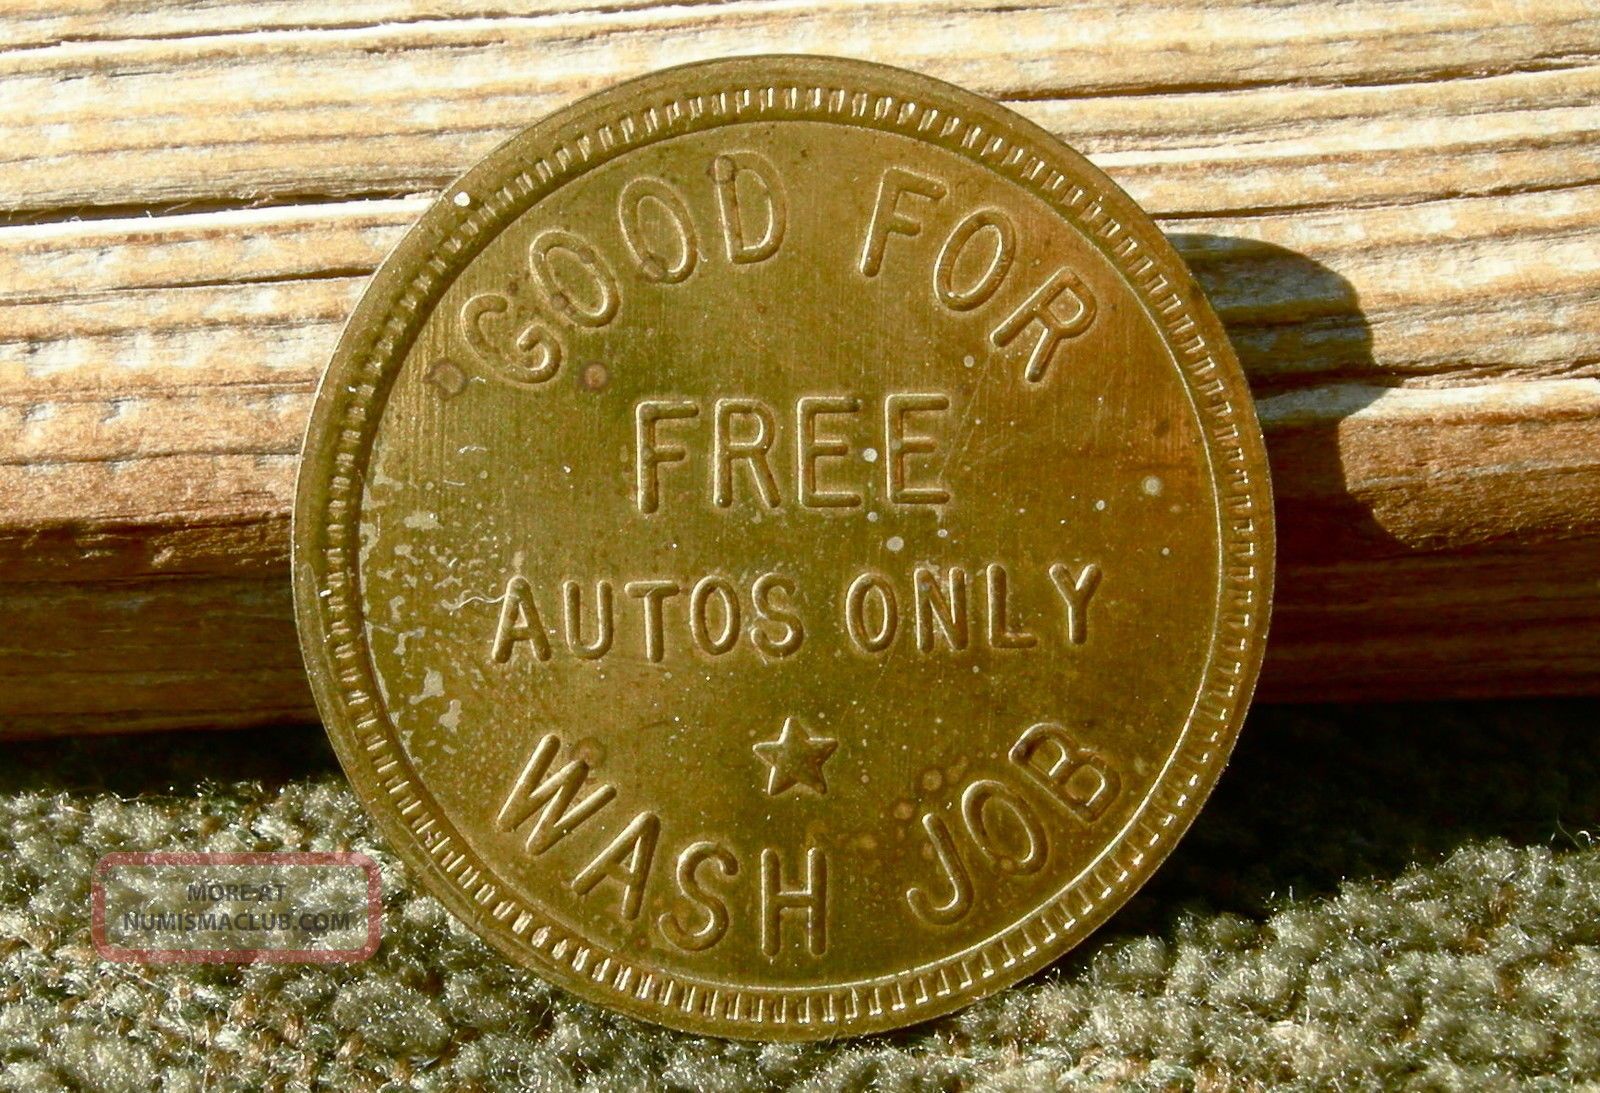 GOOD FOR
FREE
AUTOS ONLY
WASH JOB
MORE AT
NUMISMACLUB.COM